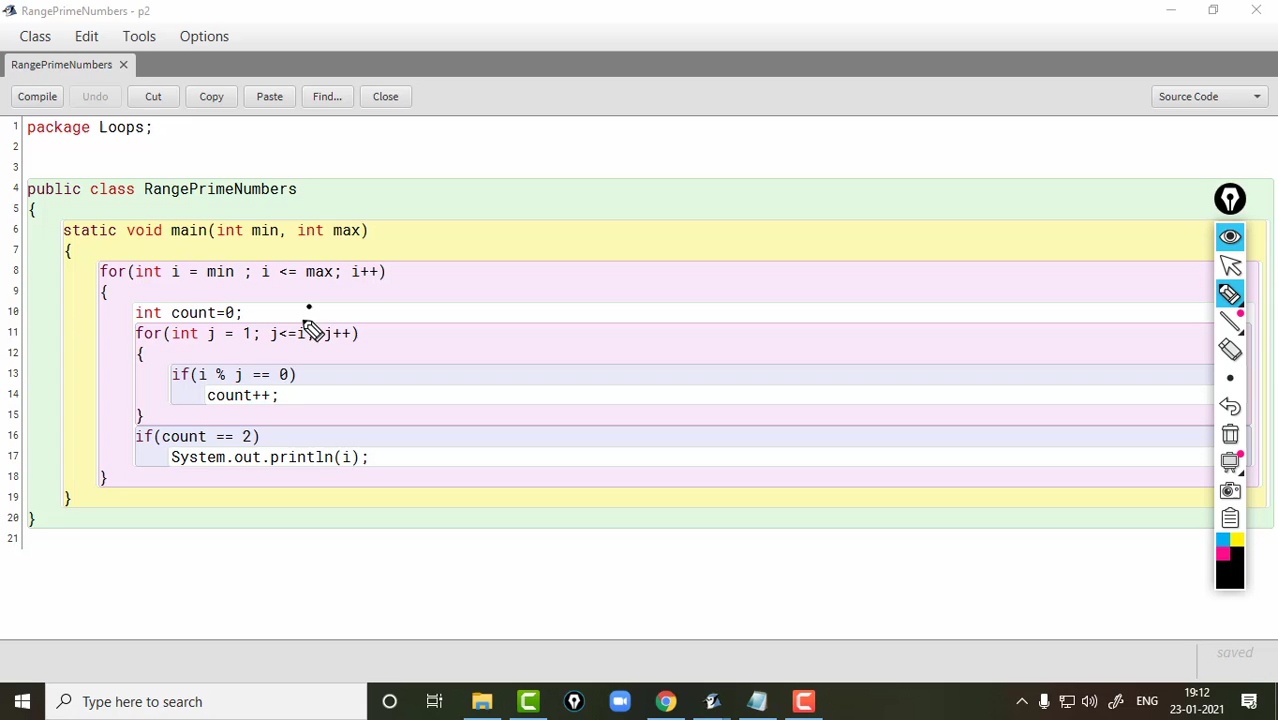 RangePrimeNumbers - p2
Class Edit Tools Options
RangePrimeNumbers ×
Compile Undo Cut Copy Paste Find... Close Source Code
1 package Loops;
2
3
4 public class RangePrimeNumbers
5 {
6 static void main(int min, int max)
7 {
8 for(int i = min ; i <= max; i++)
9 {
10 int count=0;
11 for(int j = 1; j<=i; j++)
12 {
13 if(i % j == 0)
14 count++;
15 }
16 if(count == 2)
17 System.out.println(i);
18 }
19 }
20 }
21
saved
Type here to search ENG 19:12
23-01-2021